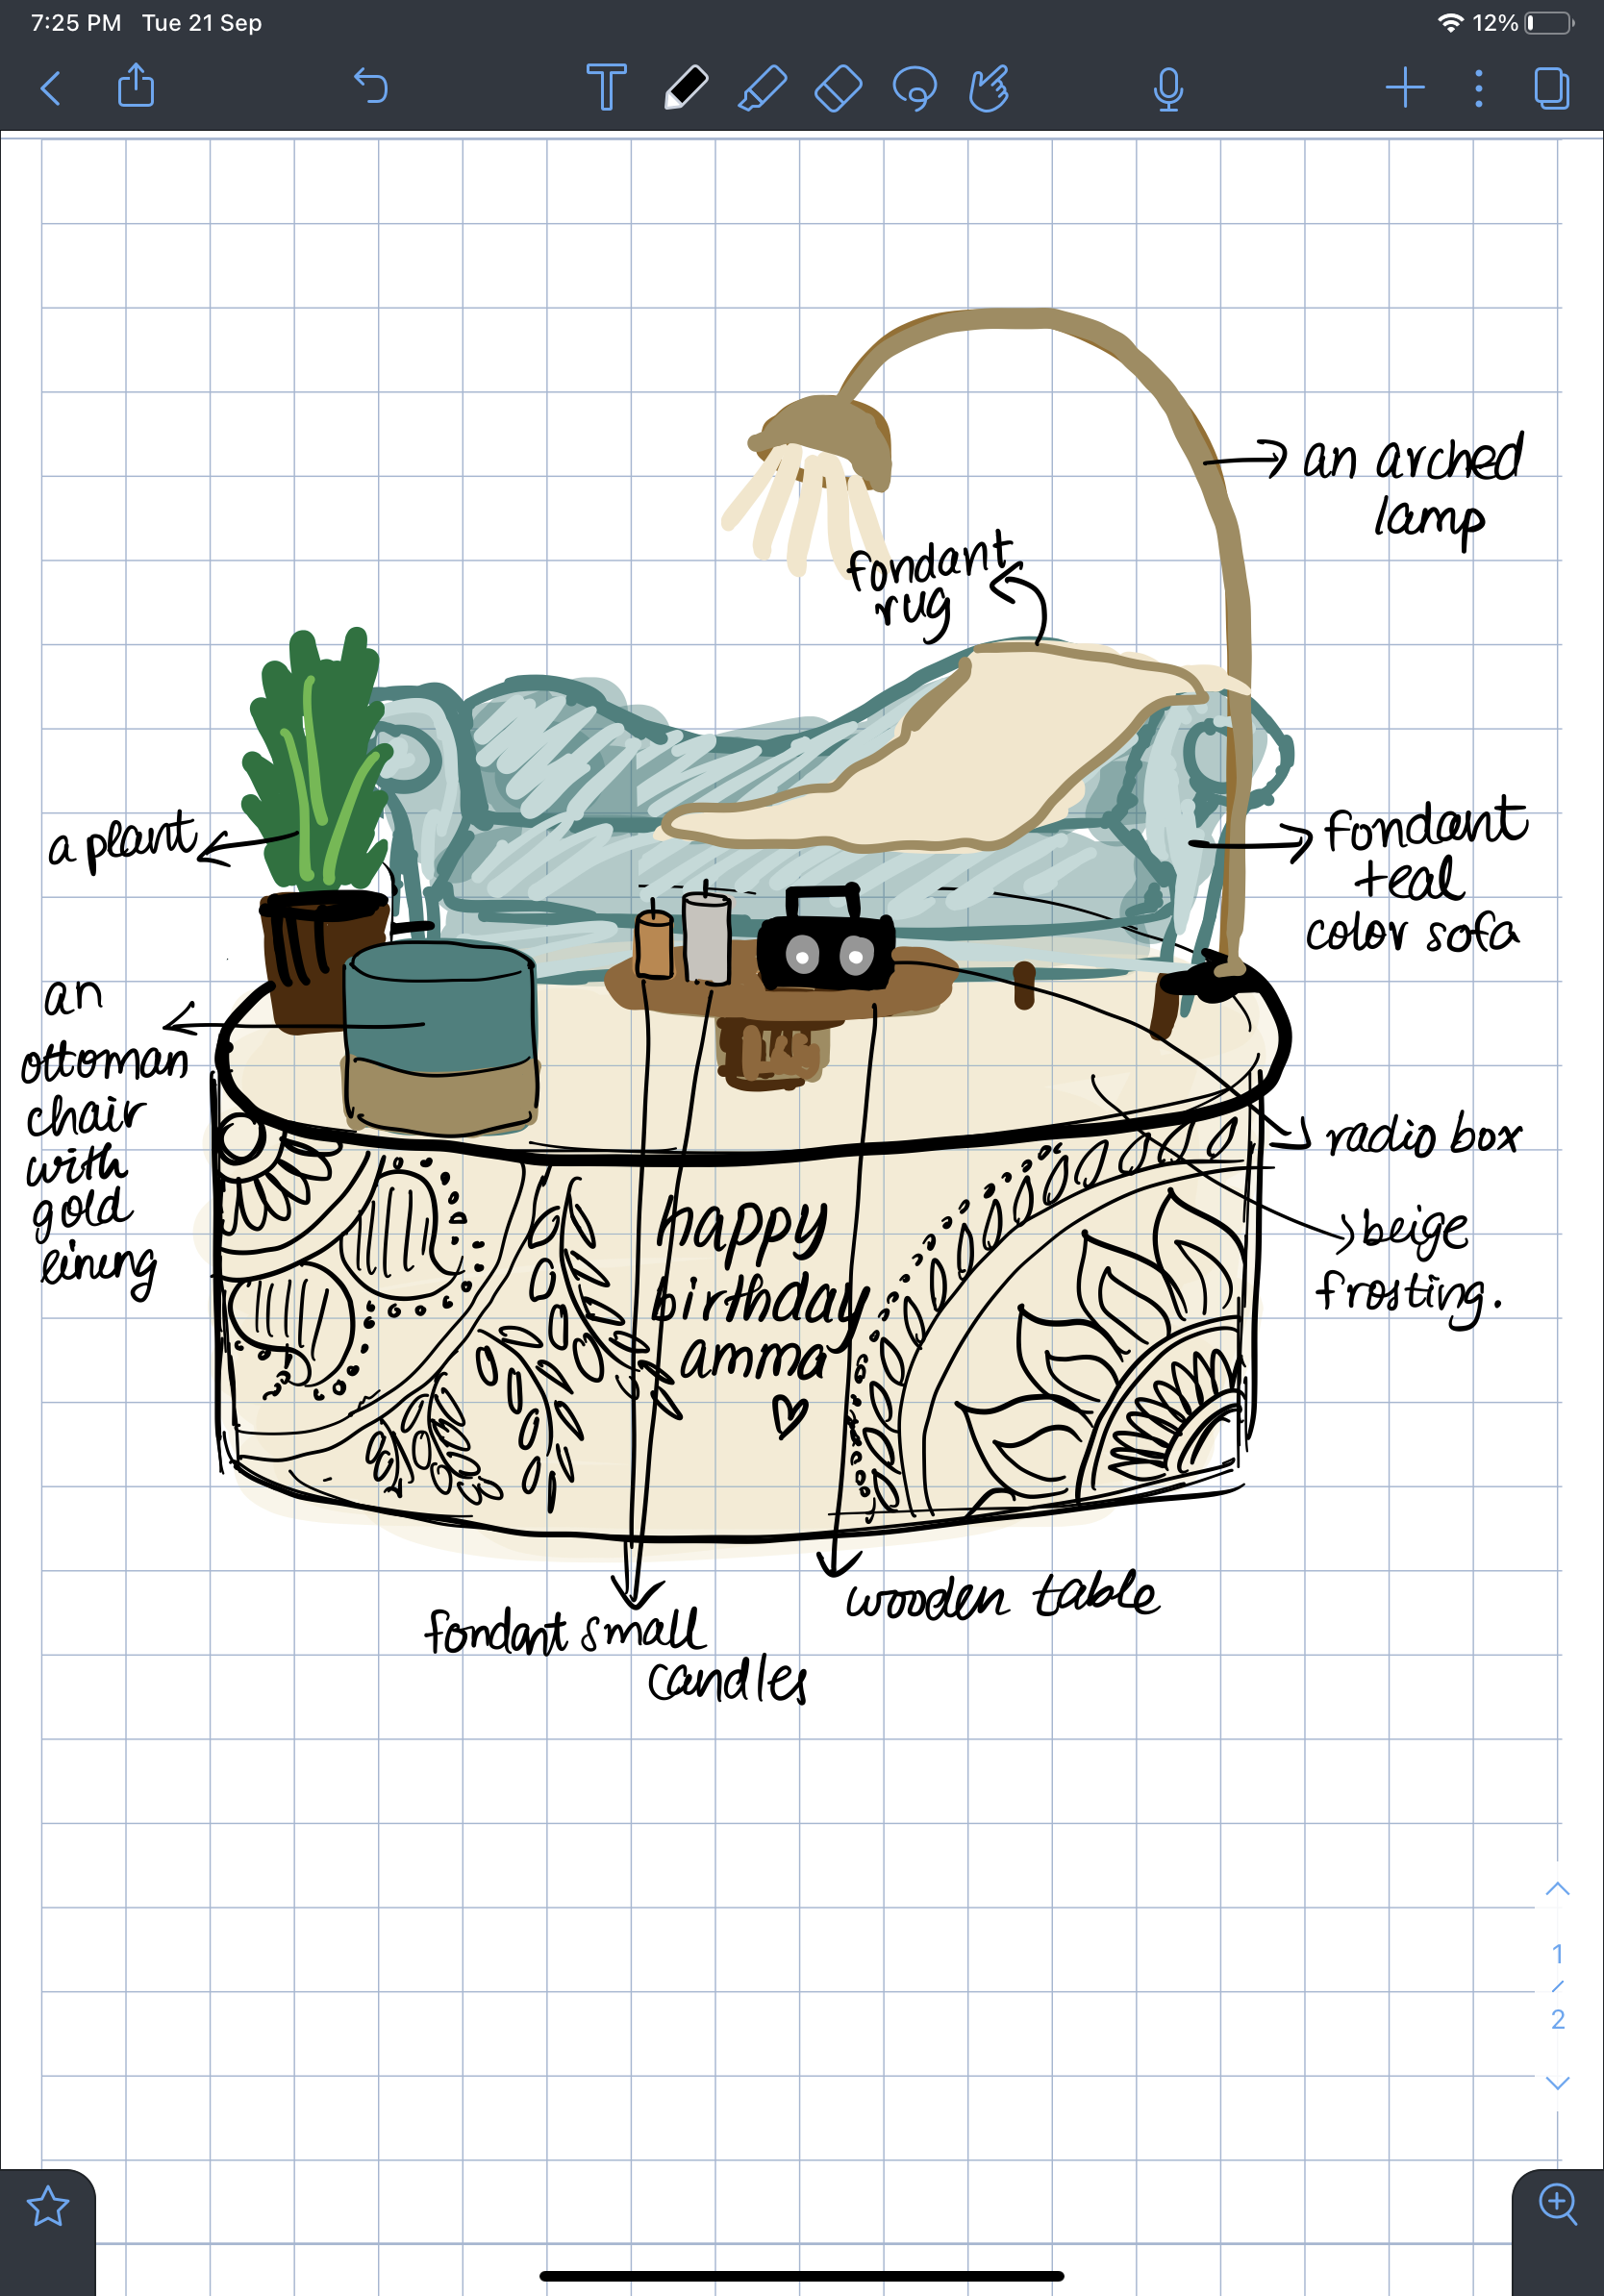 7:25 PM Tue 21 Sep
12%
an arched
lamp
fondant
rug
a plant
fondant
teal
color sofa
an
ottoman
chair
with
gold
lining
radio box
beige
frosting.
happy
birthday
amma
wooden table
fondant small
candles
1
/
2